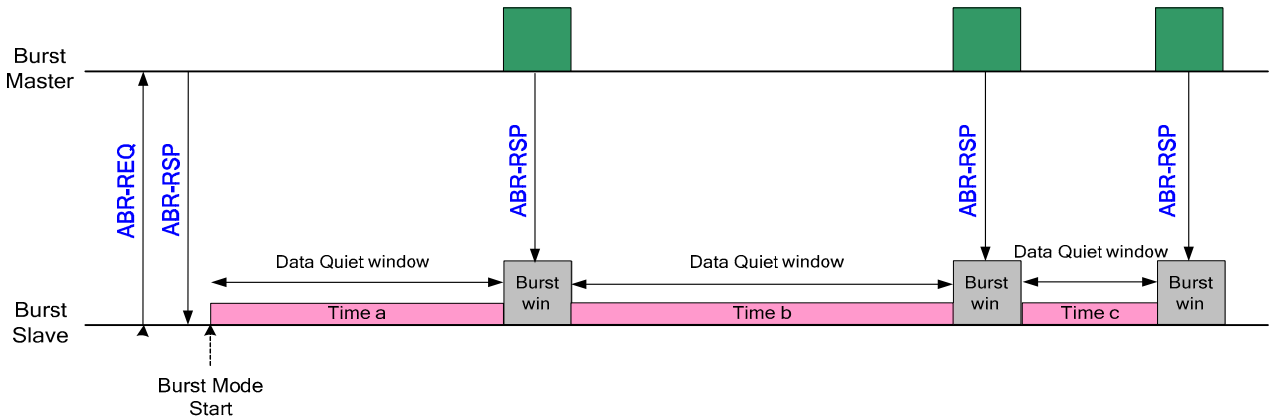 Burst
Master
ABR-REQ
ABR-RSP
ABR-RSP
ABR-RSP
ABR-RSP
Data Quiet window
Data Quiet window
Data Quiet window
Burst
win
Burst
win
Burst
win
Burst
Slave
Time a
Time b
Time c
Burst Mode
Start